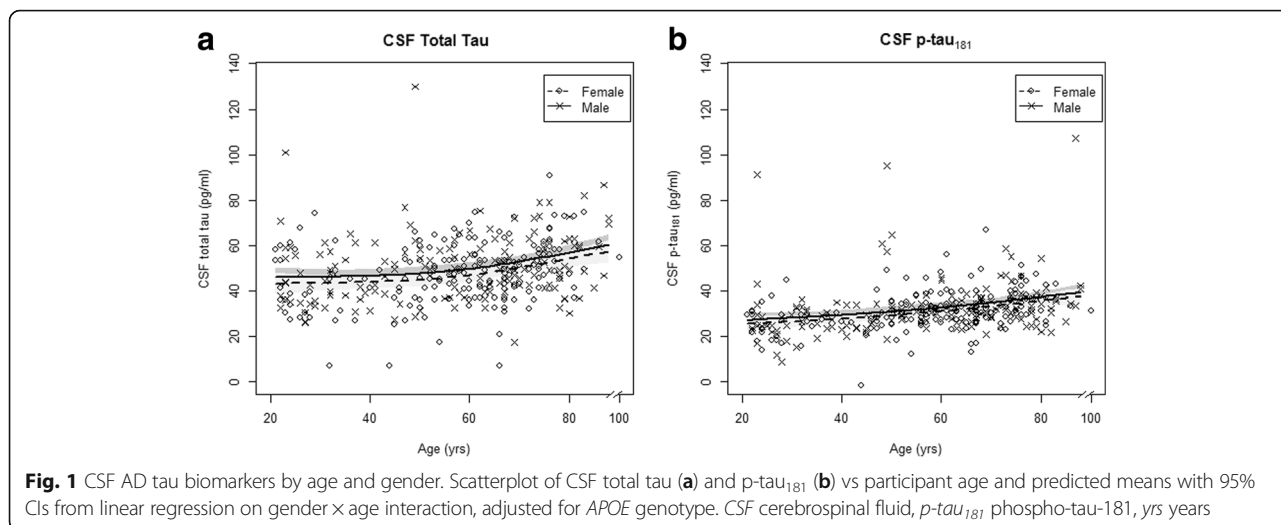 a
CSF Total Tau
140
120
100
80
60
40
20
0
CSF total tau (pg/ml)
Female
Male
20
40
60
80
100
Age (yrs)
b
CSF p-tau181
140
120
100
80
60
40
20
0
CSF p-tau181 (pg/ml)
Female
Male
20
40
60
80
100
Age (yrs)
Fig. 1 CSF AD tau biomarkers by age and gender. Scatterplot of CSF total tau (a) and p-tau181 (b) vs participant age and predicted means with 95%
CIs from linear regression on gender × age interaction, adjusted for APOE genotype. CSF cerebrospinal fluid, p-tau181 phospho-tau-181, yrs years